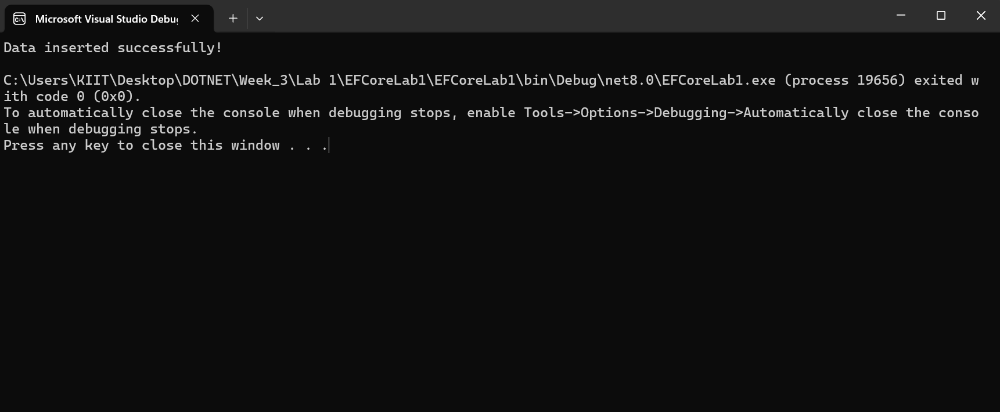 Microsoft Visual Studio Debu
Data inserted successfully!
C:\Users\KIIT\Desktop\DOTNET\Week_3\Lab 1\EFCoreLab1\EFCoreLab1\bin\Debug\net8.0\EFCoreLab1.exe (process 19656) exited w
ith code 0 (0x0).
To automatically close the console when debugging stops, enable Tools->Options->Debugging->Automatically close the conso
le when debugging stops.
Press any key to close this window . . .